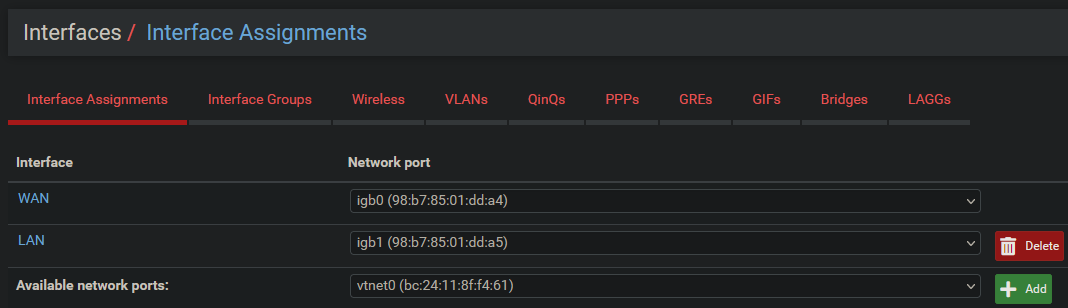 Interfaces / Interface Assignments
Interface Assignments Interface Groups Wireless VLANs QinQs PPPs GREs GIFs Bridges LAGGs
Interface Network port
WAN igb0 (98:b7:85:01:dd:a4)
LAN igb1 (98:b7:85:01:dd:a5) Delete
Available network ports: vtnet0 (bc:24:11:8f:f4:61) Add